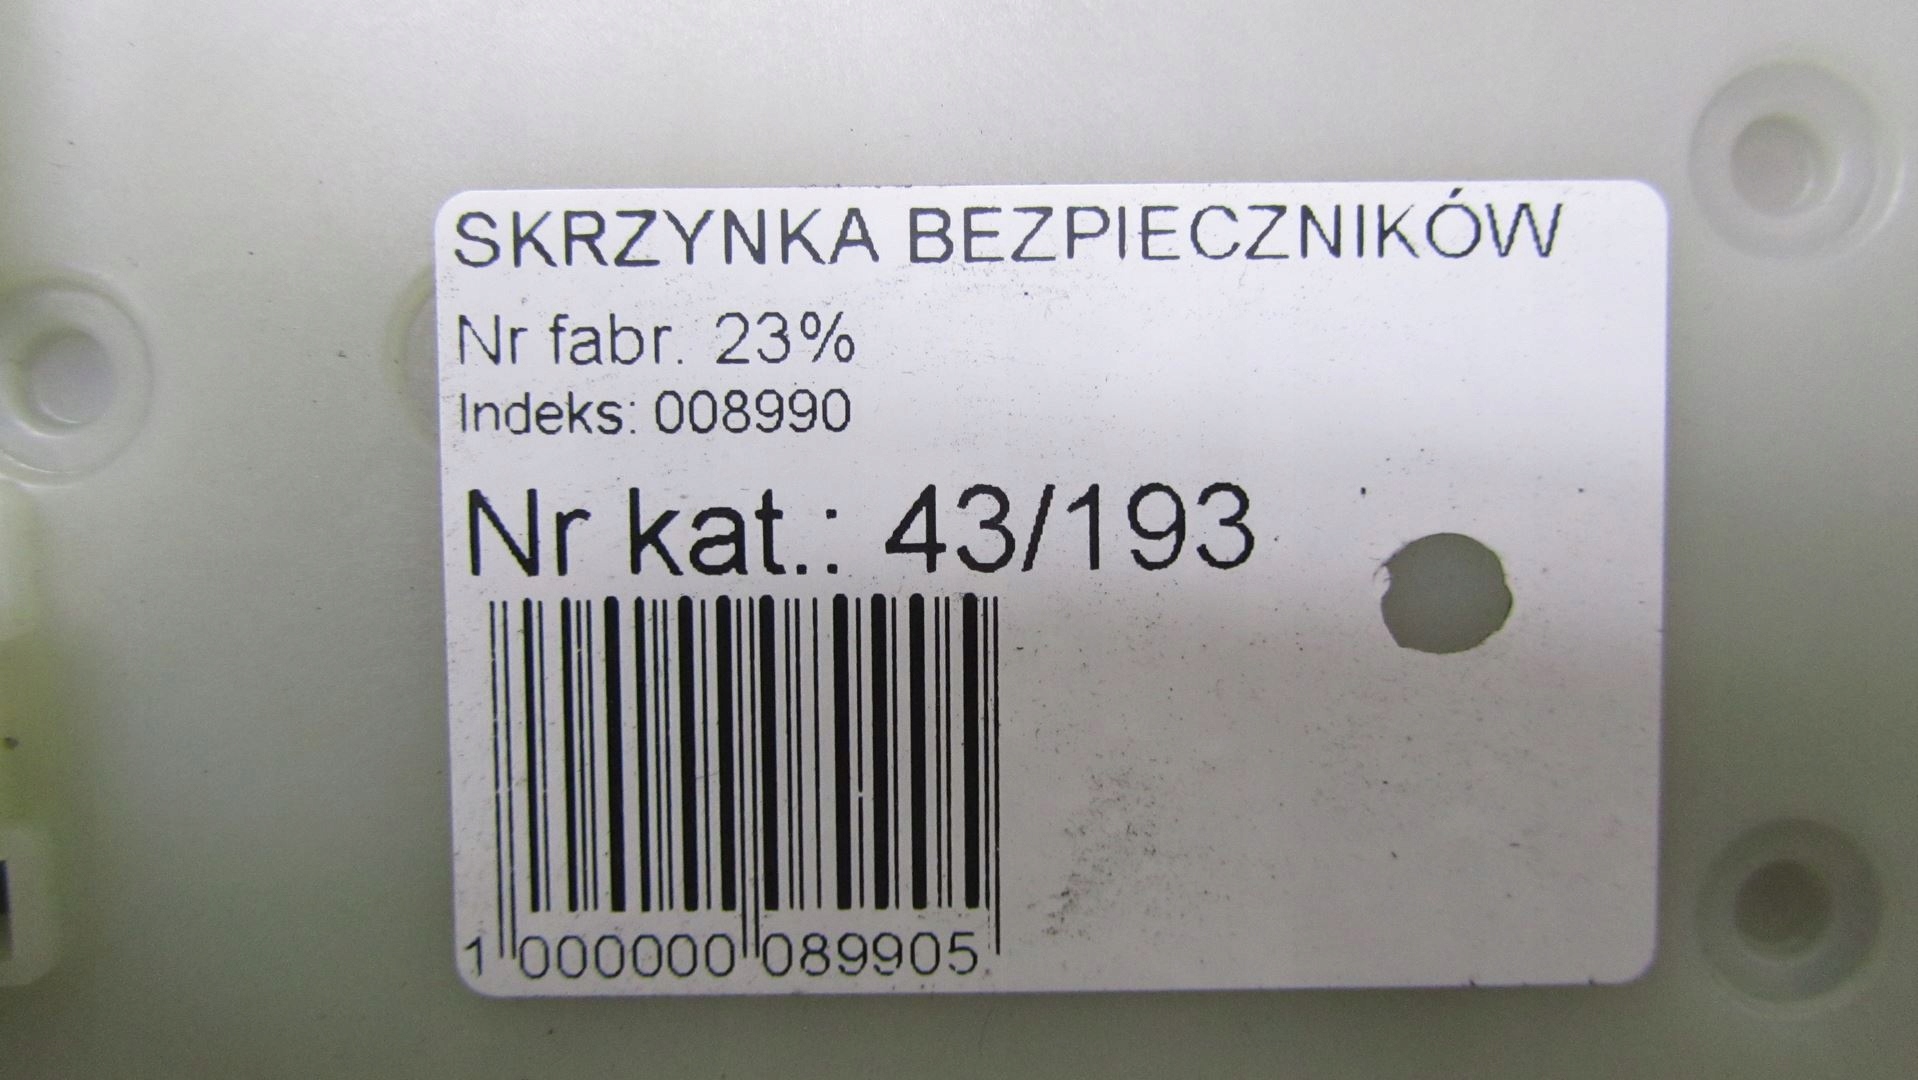 SKRZYNKA BEZPIECZNIKÓW
Nr fabr. 23%
Indeks: 008990
Nr kat.: 43/193
1 000000 089905